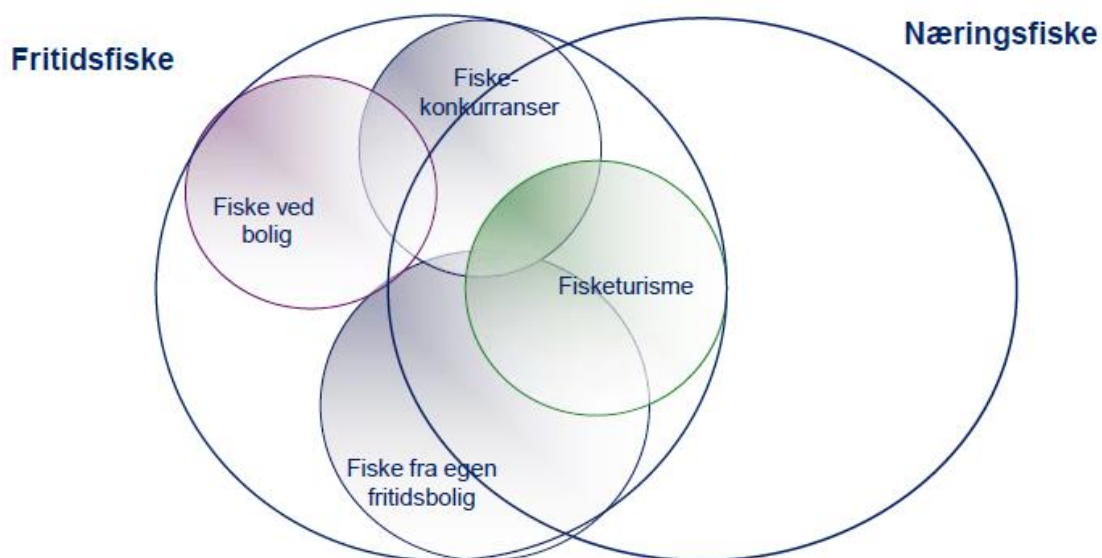 Fritidsfiske
Næringsfiske
Fiske-
konkurranser
Fiske ved
bolig
Fisketurisme
Fiske fra egen
fritidsbolig